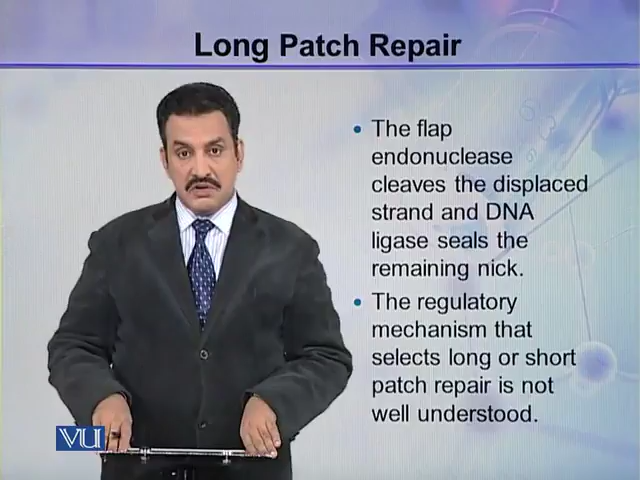 Long Patch Repair
• The flap
endonuclease
cleaves the displaced
strand and DNA
ligase seals the
remaining nick.
• The regulatory
mechanism that
selects long or short
patch repair is not
well understood.
VU